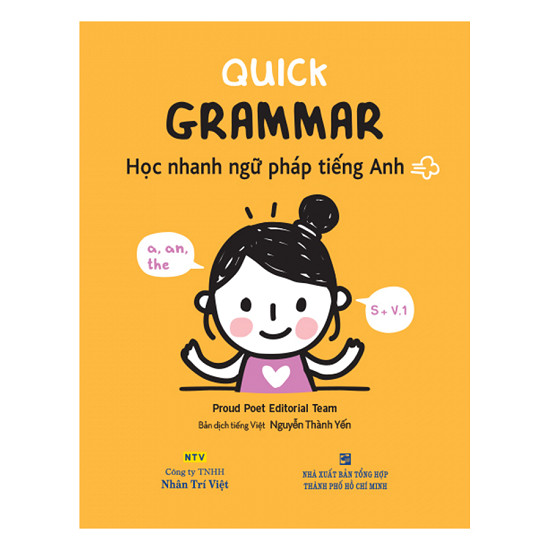 QUICK
GRAMMAR
Học nhanh ngữ pháp tiếng Anh
a, an,
the
S + V.1
Proud Poet Editorial Team
Bản dịch tiếng Việt Nguyễn Thành Yến
NTV
Công ty TNHH
Nhân Trí Việt
NHÀ XUẤT BẢN TỔNG HỢP
THÀNH PHỐ HỒ CHÍ MINH